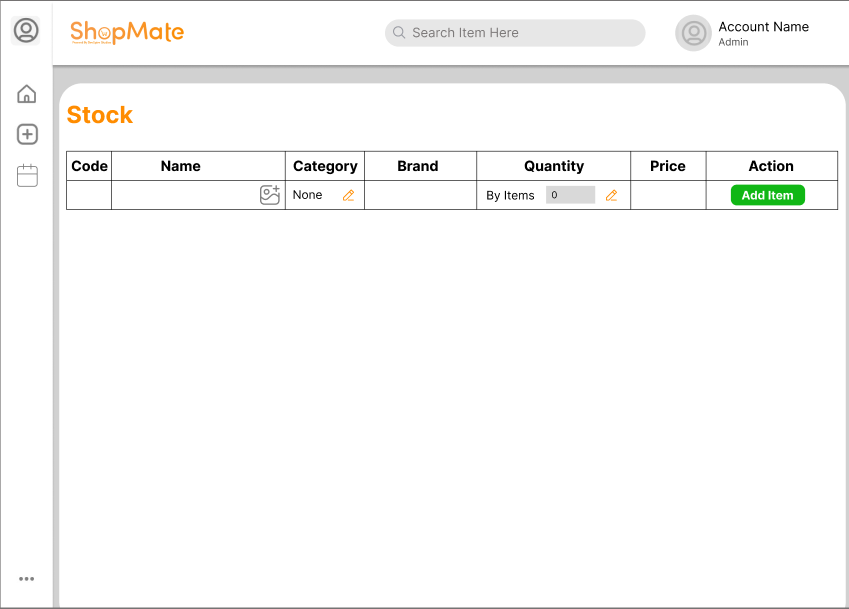 ShopMate
Search Item Here
Account Name
Admin
Stock
Code Name Category Brand Quantity Price Action
None By Items 0 Add Item